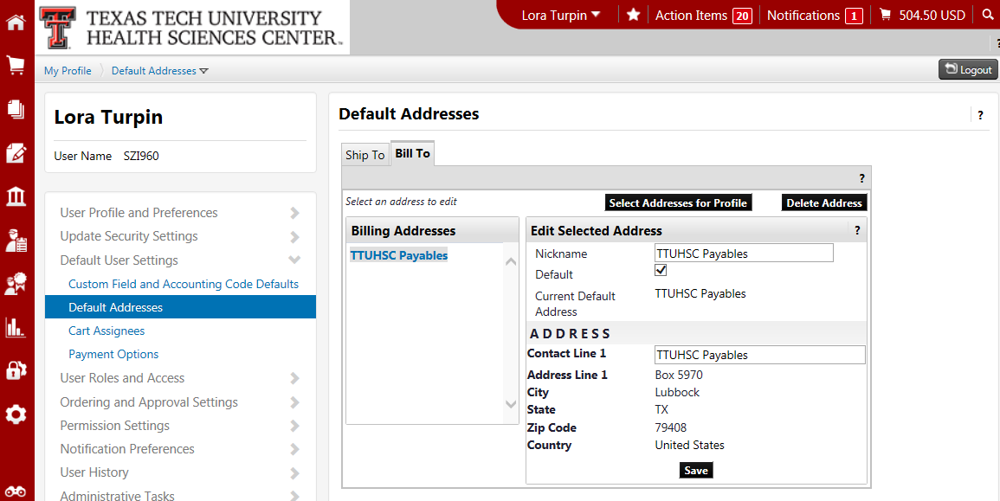 TEXAS TECH UNIVERSITY
HEALTH SCIENCES CENTER™
Lora Turpin
Action Items 20
Notifications 1
504.50 USD
?
My Profile
Default Addresses
Logout
Lora Turpin
User Name SZI960
User Profile and Preferences
Update Security Settings
Default User Settings
Custom Field and Accounting Code Defaults
Default Addresses
Cart Assignees
Payment Options
User Roles and Access
Ordering and Approval Settings
Permission Settings
Notification Preferences
User History
Administrative Tasks
Default Addresses
?
Ship To
Bill To
?
Select an address to edit
Select Addresses for Profile
Delete Address
Billing Addresses
TTUHSC Payables
Edit Selected Address
?
Nickname TTUHSC Payables
Default
Current Default TTUHSC Payables
Address
ADDRESS
Contact Line 1 TTUHSC Payables
Address Line 1 Box 5970
City Lubbock
State TX
Zip Code 79408
Country United States
Save